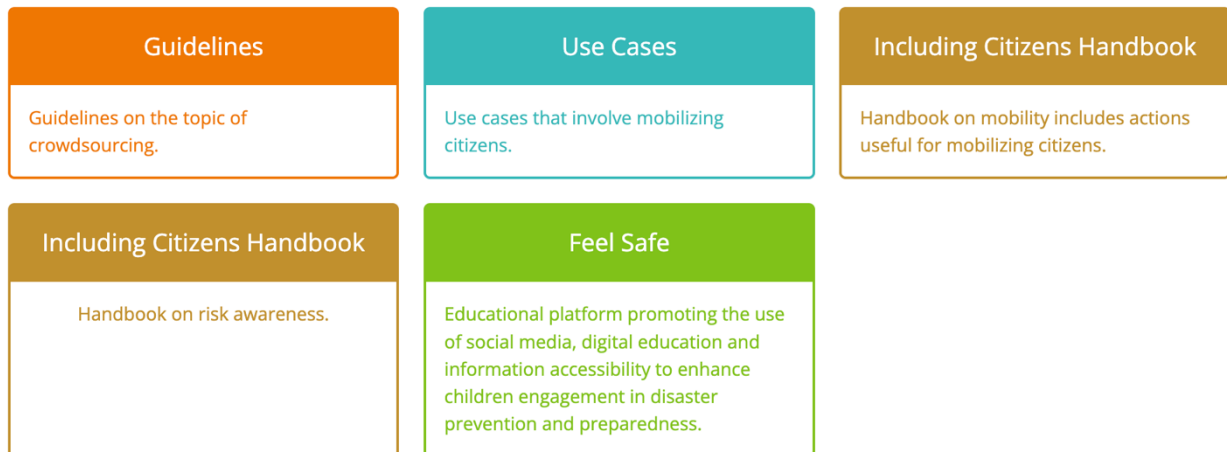 Guidelines
Guidelines on the topic of
crowdsourcing.
Use Cases
Use cases that involve mobilizing
citizens.
Including Citizens Handbook
Handbook on mobility includes actions
useful for mobilizing citizens.
Including Citizens Handbook
Handbook on risk awareness.
Feel Safe
Educational platform promoting the use
of social media, digital education and
information accessibility to enhance
children engagement in disaster
prevention and preparedness.